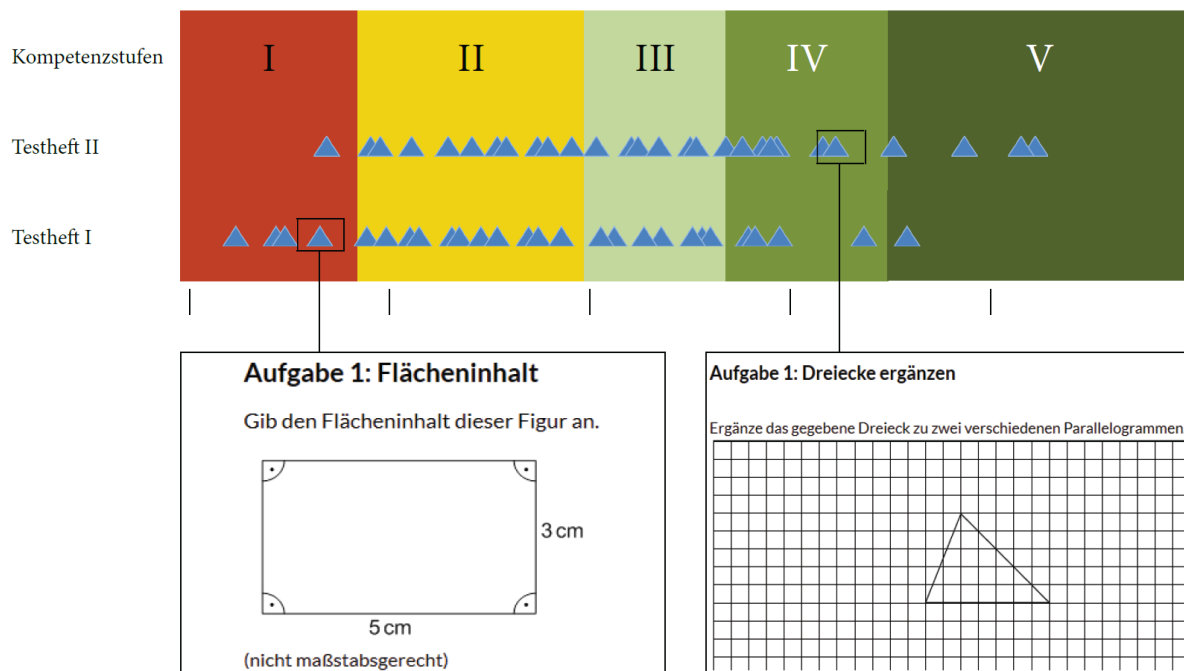 Kompetenzstufen I II III IV V
Testheft II
Testheft I
Aufgabe 1: Flächeninhalt
Gib den Flächeninhalt dieser Figur an.
3 cm
5 cm
(nicht maßstabsgerecht)
Aufgabe 1: Dreiecke ergänzen
Ergänze das gegebene Dreieck zu zwei verschiedenen Parallelogrammen.